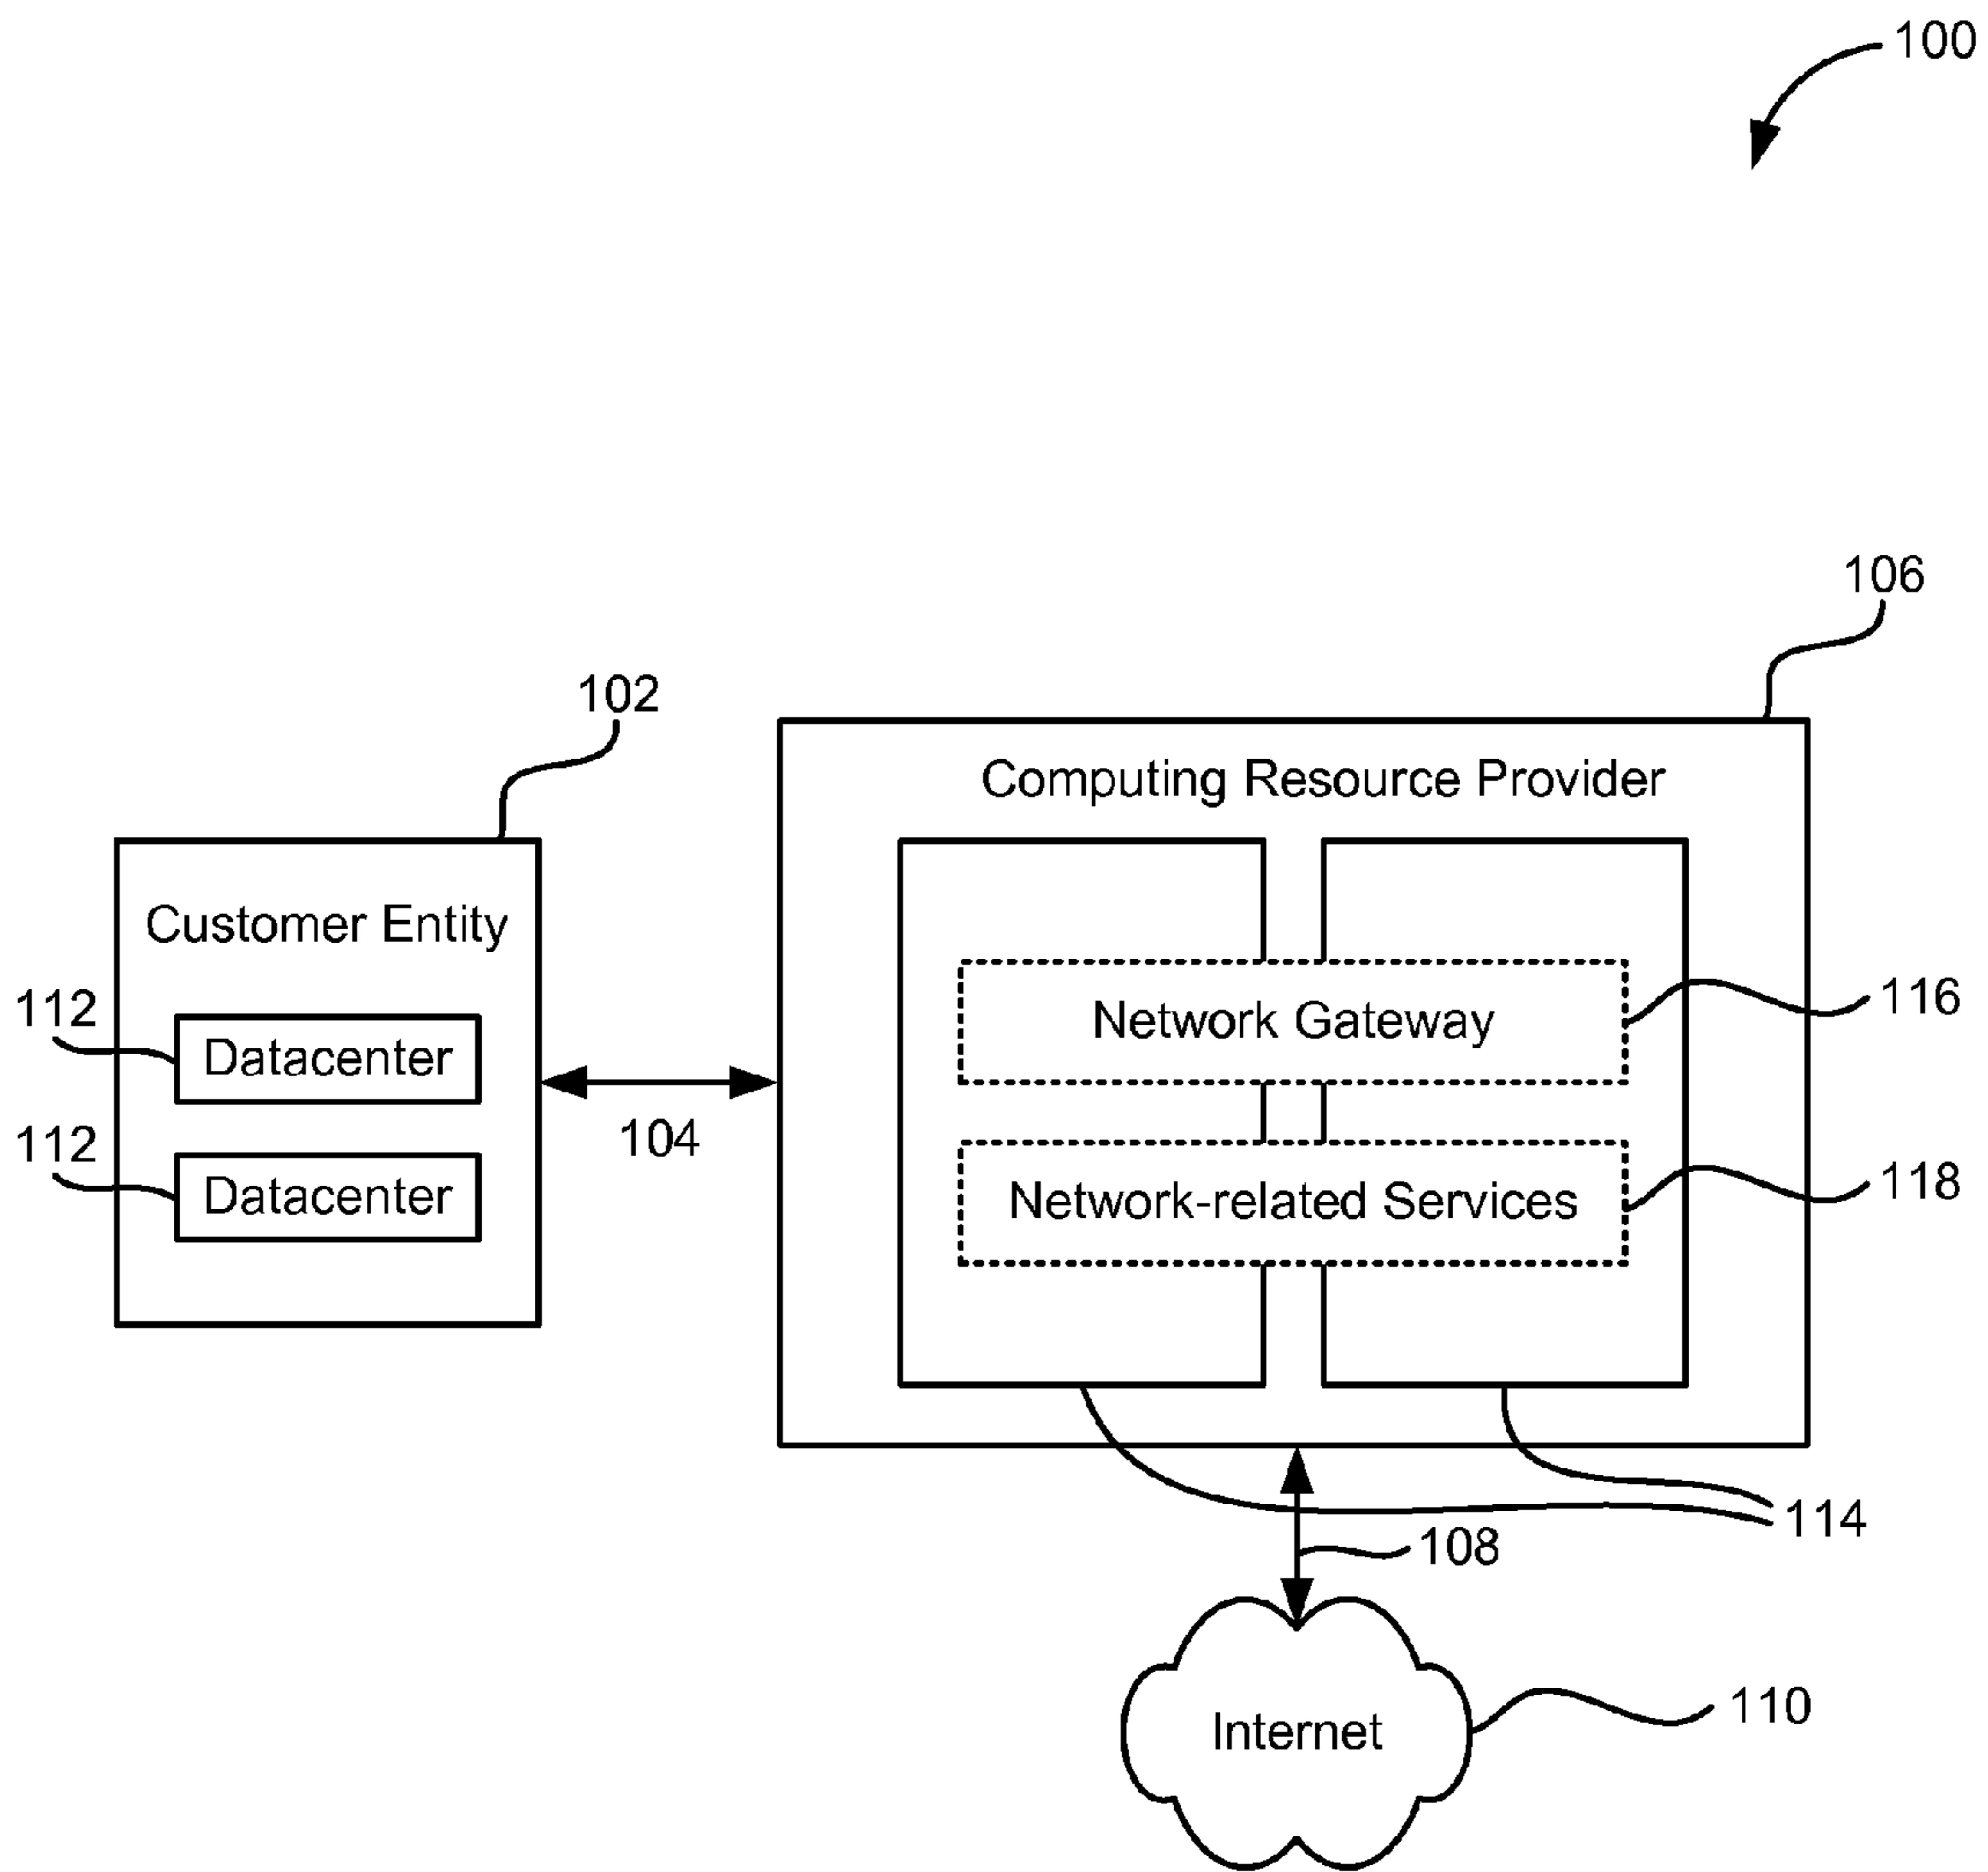 100
106
102
Computing Resource Provider
Customer Entity
112
Datacenter
Network Gateway
116
104
112
Datacenter
Network-related Services
118
114
108
110
Internet